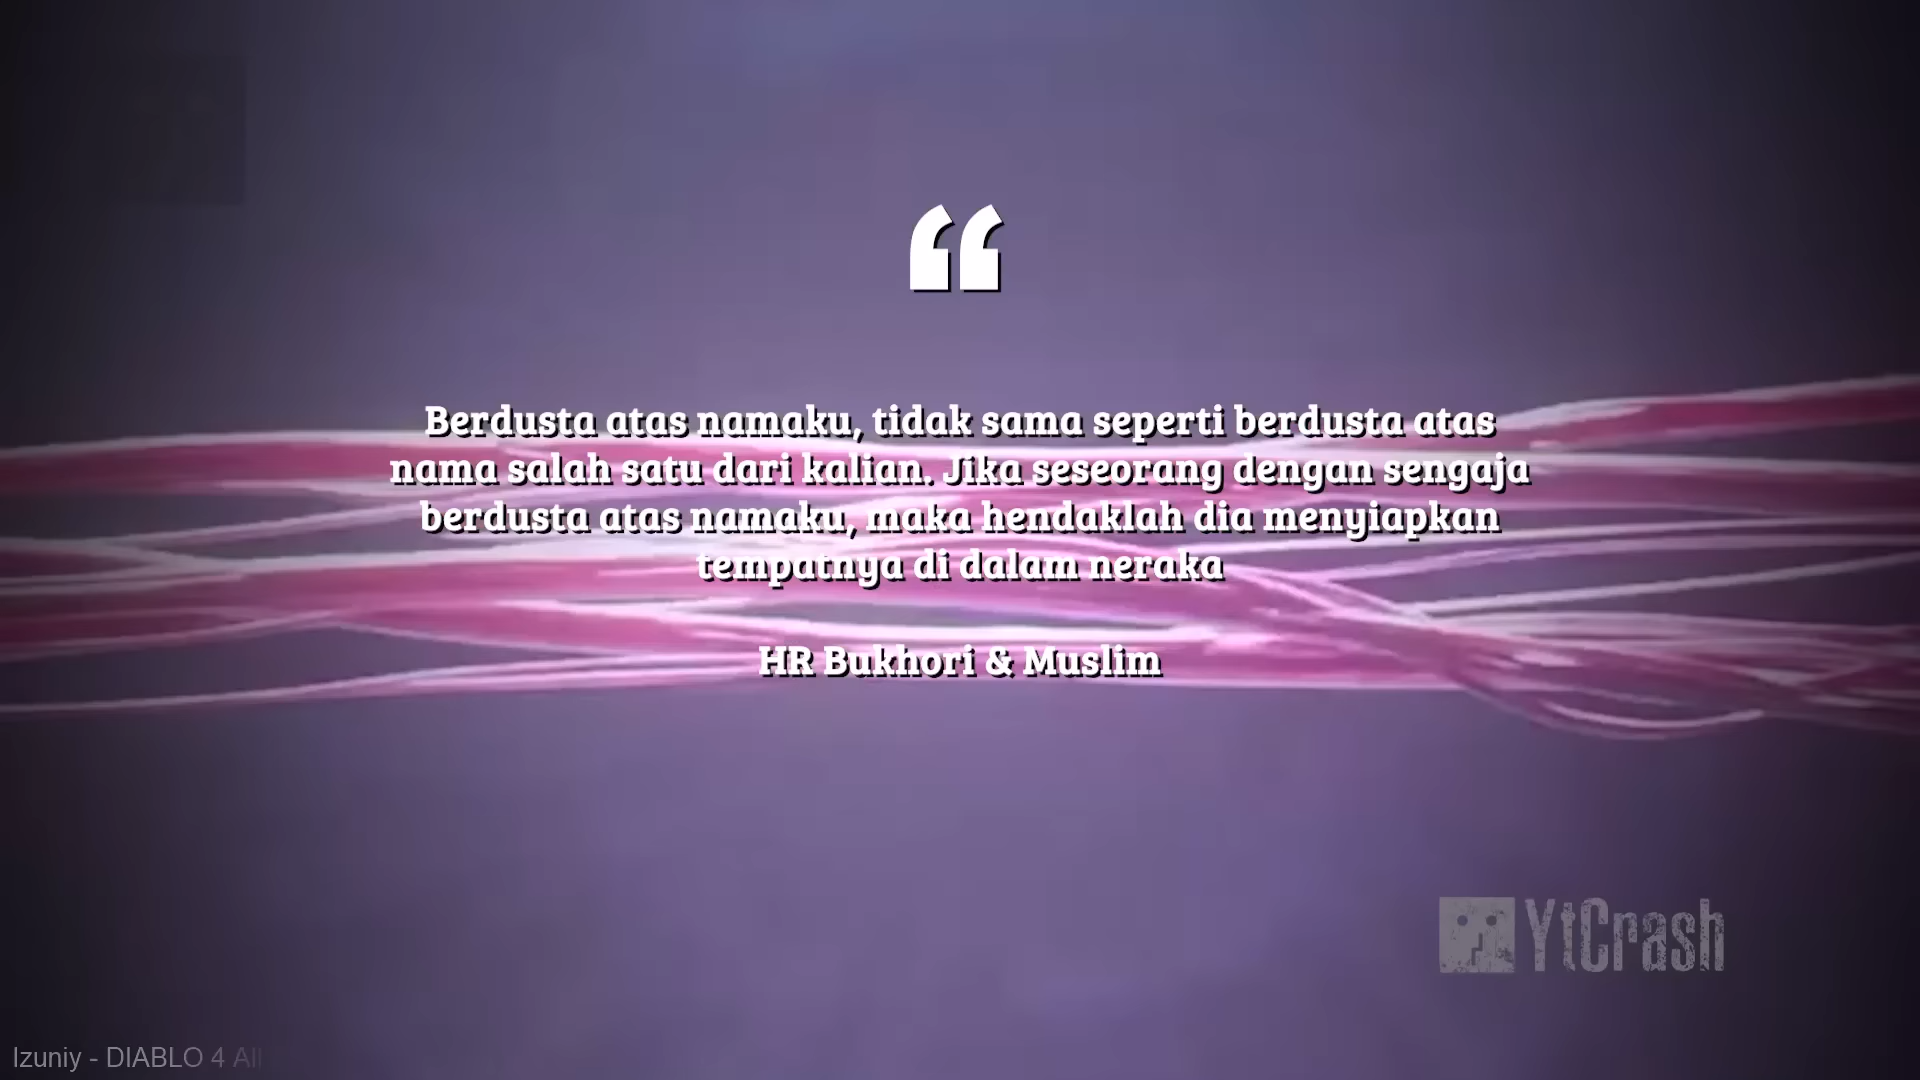 “
Berdusta atas namaku, tidak sama seperti berdusta atas
nama salah satu dari kalian. Jika seseorang dengan sengaja
berdusta atas namaku, maka hendaklah dia menyiapkan
tempatnya di dalam neraka
HR Bukhori & Muslim
YtCrash
Izuniy - DIABLO 4 All